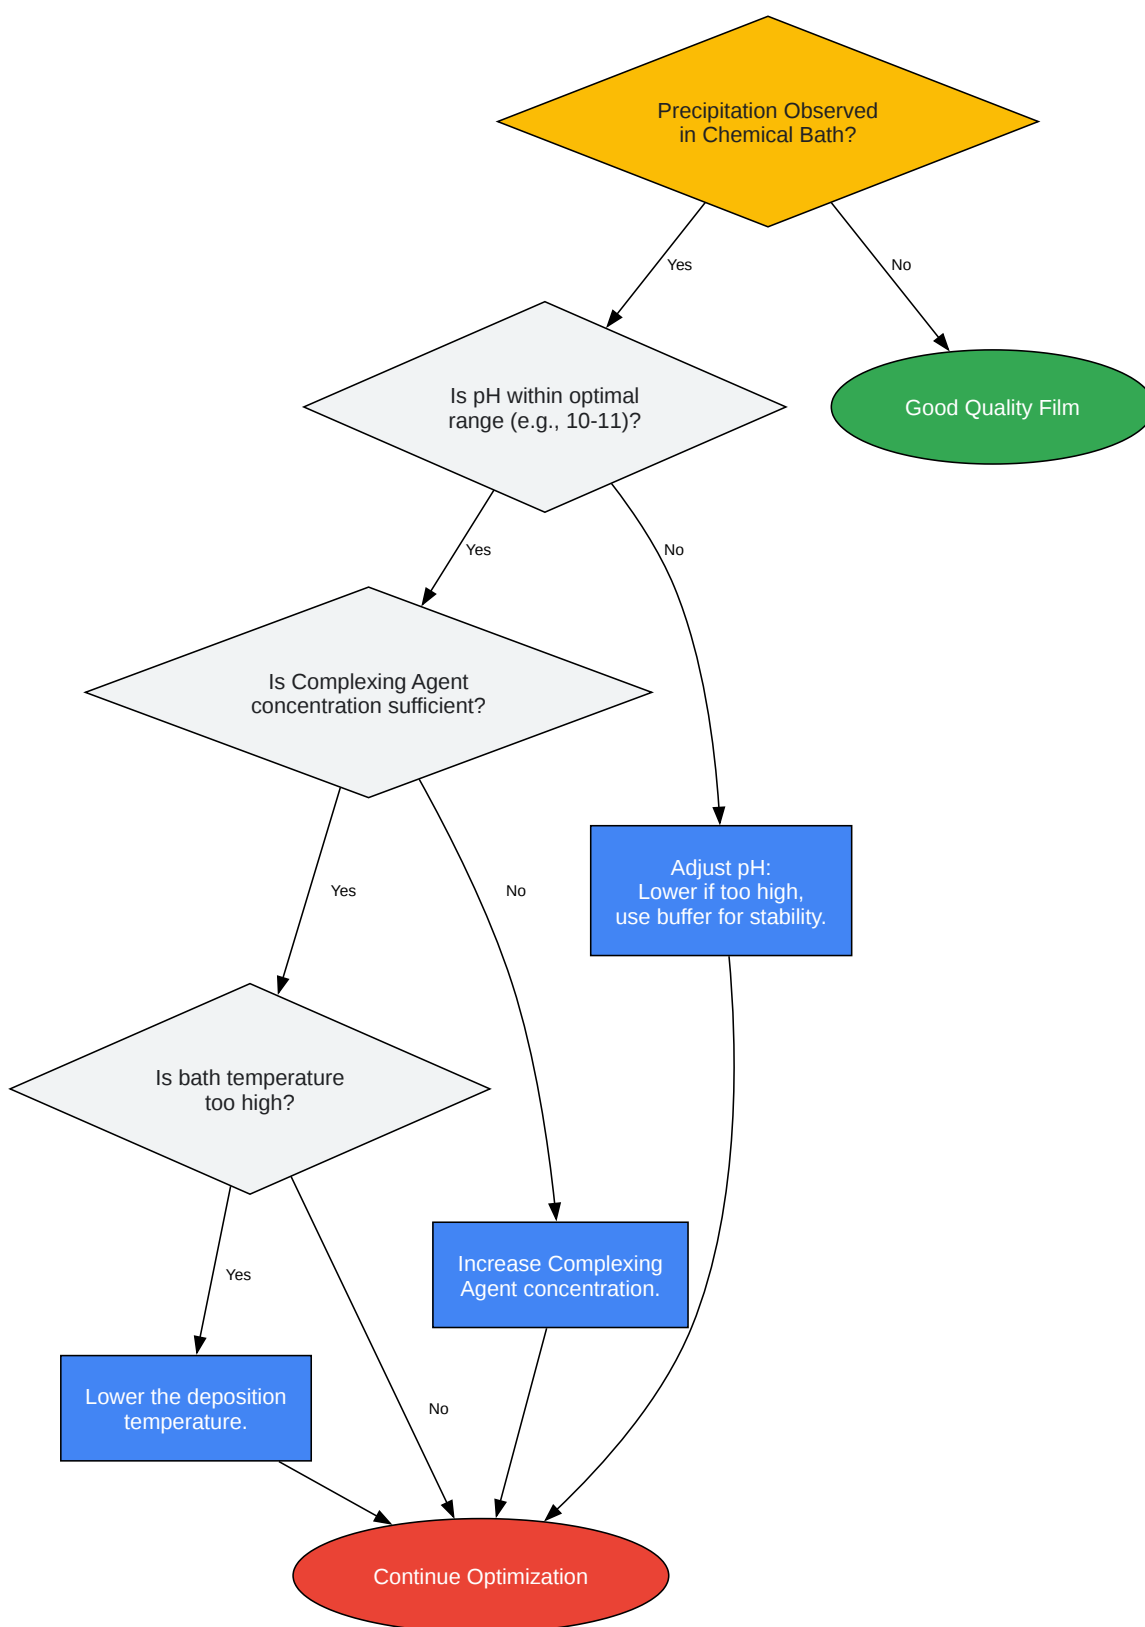 Precipitation Observed
in Chemical Bath?
Yes
No
Is pH within optimal
range (e.g., 10-11)?
Good Quality Film
Yes
No
Is Complexing Agent
concentration sufficient?
Yes
No
Adjust pH:
Lower if too high,
use buffer for stability.
Is bath temperature
too high?
Yes
Increase Complexing
Agent concentration.
Lower the deposition
temperature.
No
Continue Optimization